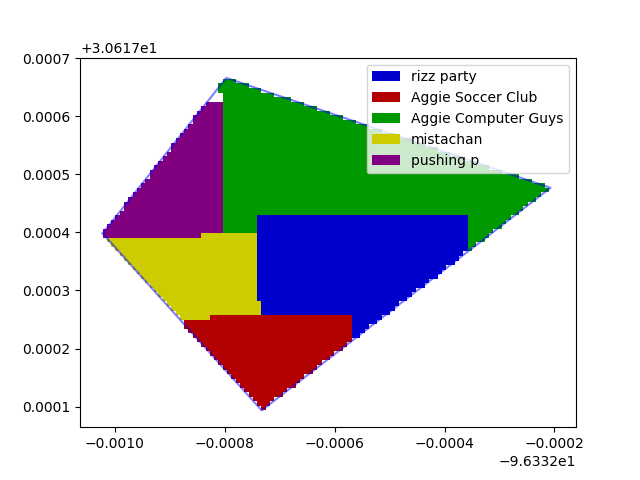 +3.0617e1
0.0007
0.0006
0.0005
0.0004
0.0003
0.0002
0.0001
rizz party
Aggie Soccer Club
Aggie Computer Guys
mistachan
pushing p
−0.0010
−0.0008
−0.0006
−0.0004
−0.0002
−9.6332e1